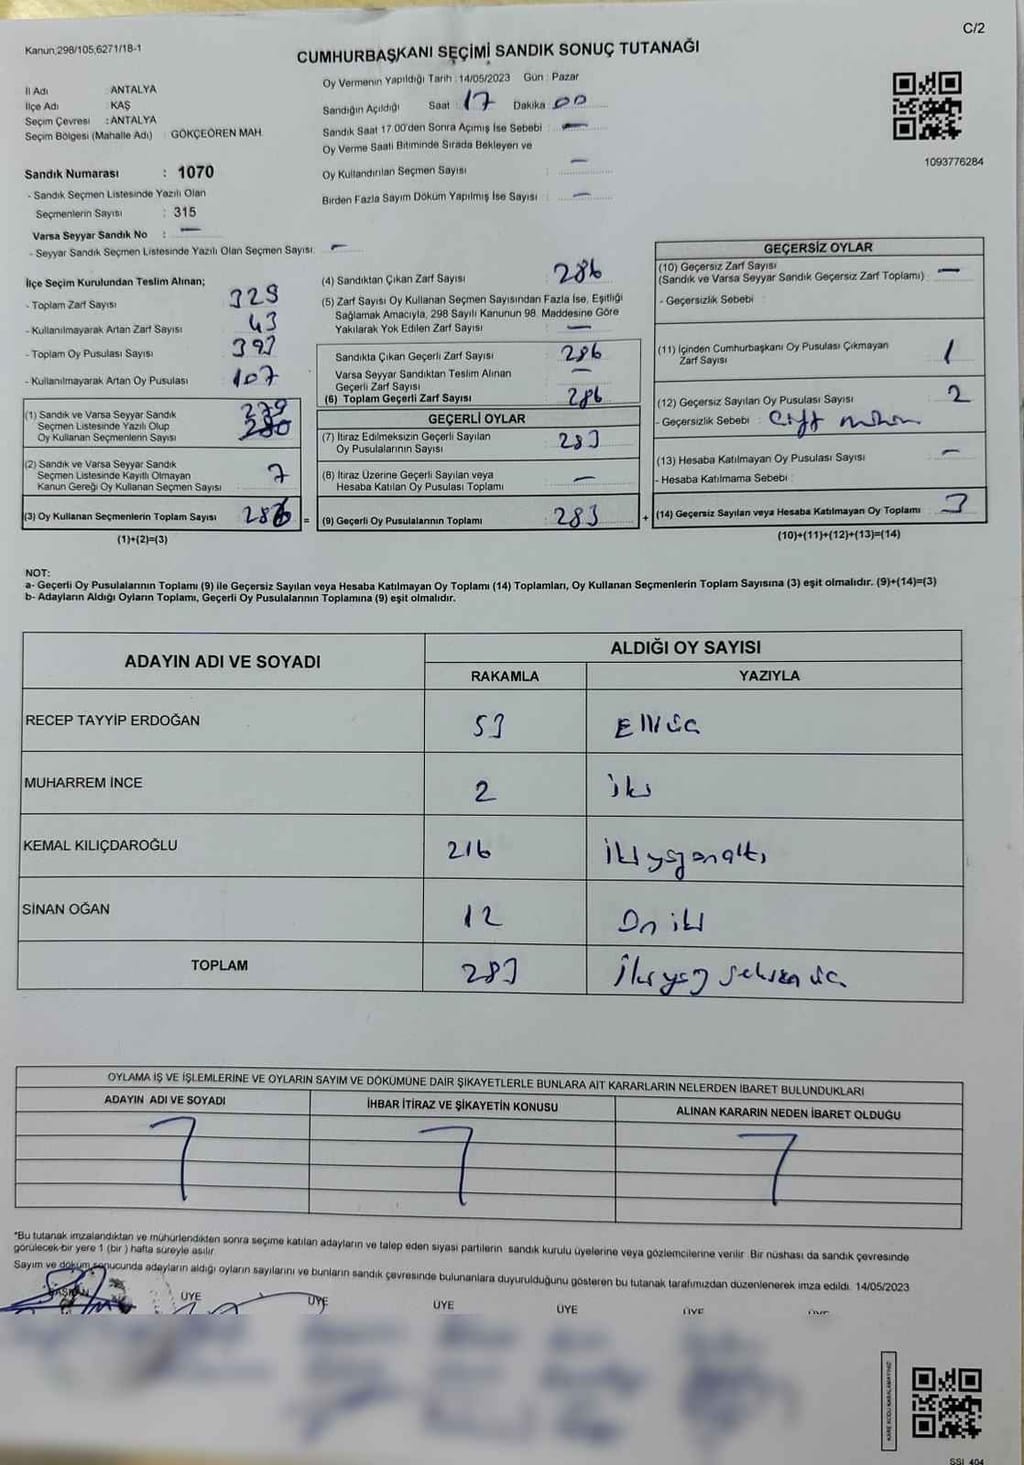 C/2
Kanun;298/105,6271/18-1
CUMHURBAŞKANI SEÇİMİ SANDIK SONUÇ TUTANAĞI
İl Adı : ANTALYA
İlçe Adı : KAŞ
Seçim Çevresi : ANTALYA
Seçim Bölgesi (Mahalle Adı) : GÖKÇEÖREN MAH.
Sandık Numarası : 1070
- Sandık Seçmen Listesinde Yazılı Olan
Seçmenlerin Sayısı : 315
Varsa Seyyar Sandık No : —
- Seyyar Sandık Seçmen Listesinde Yazılı Olan Seçmen Sayısı: —
Oy Vermenin Yapıldığı Tarih : 14/05/2023 Gün : Pazar
Sandığın Açıldığı Saat : 17 Dakika 00
Sandık Saat 17.00'den Sonra Açımış İse Sebebi : —
Oy Verme Saati Bitiminde Sırada Bekleyen ve
Oy Kullandırılan Seçmen Sayısı : —
Birden Fazla Sayım Döküm Yapılmış İse Sayısı : —
1093776284
İlçe Seçim Kurulundan Teslim Alınan;
- Toplam Zarf Sayısı 329
- Kullanılmayarak Artan Zarf Sayısı 43
- Toplam Oy Pusulası Sayısı 393
- Kullanılmayarak Artan Oy Pusulası 107
(1) Sandık ve Varsa Seyyar Sandık
Seçmen Listesinde Yazılı Olup
Oy Kullanan Seçmenlerin Sayısı 279
(2) Sandık ve Varsa Seyyar Sandık
Seçmen Listesinde Kayıtlı Olmayan
Kanun Gereği Oy Kullanan Seçmen Sayısı 7
(3) Oy Kullanan Seçmenlerin Toplam Sayısı 286
(1)+(2)=(3)
=
(4) Sandıktan Çıkan Zarf Sayısı 286
(5) Zarf Sayısı Oy Kullanan Seçmen Sayısından Fazla İse, Eşitliği
Sağlamak Amacıyla, 298 Sayılı Kanunun 98. Maddesine Göre
Yakılarak Yok Edilen Zarf Sayısı —
Sandıkta Çıkan Geçerli Zarf Sayısı 286
Varsa Seyyar Sandıktan Teslim Alınan
Geçerli Zarf Sayısı —
(6) Toplam Geçerli Zarf Sayısı 286
GEÇERLİ OYLAR
(7) İtiraz Edilmeksizin Geçerli Sayılan
Oy Pusulalarının Sayısı 283
(8) İtiraz Üzerine Geçerli Sayılan veya
Hesaba Katılan Oy Pusulası Toplamı —
(9) Geçerli Oy Pusulalarının Toplamı 283
+
GEÇERSİZ OYLAR
(10) Geçersiz Zarf Sayısı
(Sandık ve Varsa Seyyar Sandık Geçersiz Zarf Toplamı) : —
- Geçersizlik Sebebi :
(11) İçinden Cumhurbaşkanı Oy Pusulası Çıkmayan
Zarf Sayısı 1
(12) Geçersiz Sayılan Oy Pusulası Sayısı 2
- Geçersizlik Sebebi : Çift mühür
(13) Hesaba Katılmayan Oy Pusulası Sayısı —
- Hesaba Katılmama Sebebi :
(14) Geçersiz Sayılan veya Hesaba Katılmayan Oy Toplamı 3
(10)+(11)+(12)+(13)=(14)
NOT:
a- Geçerli Oy Pusulalarının Toplamı (9) ile Geçersiz Sayılan veya Hesaba Katılmayan Oy Toplamı (14) Toplamları, Oy Kullanan Seçmenlerin Toplam Sayısına (3) eşit olmalıdır. (9)+(14)=(3)
b- Adayların Aldığı Oyların Toplamı, Geçerli Oy Pusulalarının Toplamına (9) eşit olmalıdır.
ADAYIN ADI VE SOYADI
ALDIĞI OY SAYISI
RAKAMLA YAZIYLA
RECEP TAYYİP ERDOĞAN 53 Elliüç
MUHARREM İNCE 2 iki
KEMAL KILIÇDAROĞLU 216 ikiyüzonaltı
SİNAN OĞAN 12 On iki
TOPLAM 283 ikiyüz seksen üç
OYLAMA İŞ VE İŞLEMLERİNE VE OYLARIN SAYIM VE DÖKÜMÜNE DAİR ŞİKAYETLERLE BUNLARA AİT KARARLARIN NELERDEN İBARET BULUNDUKLARI
ADAYIN ADI VE SOYADI İHBAR İTİRAZ VE ŞİKAYETİN KONUSU ALINAN KARARIN NEDEN İBARET OLDUĞU
*Bu tutanak imzalandıktan ve mühürlendikten sonra seçime katılan adayların ve talep eden siyasi partilerin sandık kurulu üyelerine veya gözlemcilerine verilir. Bir nüshası da sandık çevresinde
görülecek bir yere 1 (bir ) hafta süreyle asılır.
Sayım ve döküm sonucunda adayların aldığı oyların sayılarını ve bunların sandık çevresinde bulunanlara duyurulduğunu gösteren bu tutanak tarafımızdan düzenlenerek imza edildi. 14/05/2023
BAŞKAN ÜYE ÜYE ÜYE ÜYE ÜYE ÜYE
KARE KODU KARALAMAYINIZ
SSI_404